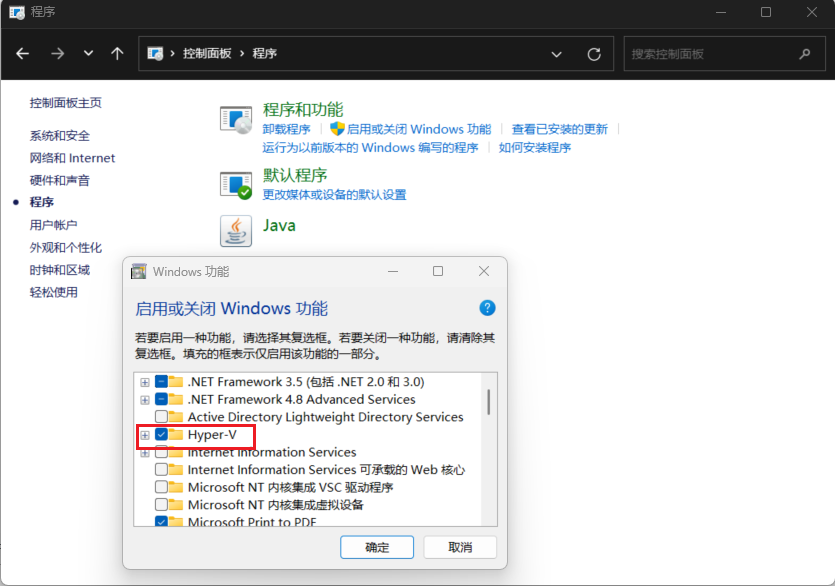 程序
控制面板 › 程序
搜索控制面板
控制面板主页
系统和安全
网络和 Internet
硬件和声音
程序
用户帐户
外观和个性化
时钟和区域
轻松使用
程序和功能
卸载程序
启用或关闭 Windows 功能
查看已安装的更新
运行为以前版本的 Windows 编写的程序
如何安装程序
默认程序
更改媒体或设备的默认设置
Java
Windows 功能
启用或关闭 Windows 功能
若要启用一种功能，请选择其复选框。若要关闭一种功能，请清除其
复选框。填充的框表示仅启用该功能的一部分。
.NET Framework 3.5 (包括 .NET 2.0 和 3.0)
.NET Framework 4.8 Advanced Services
Active Directory Lightweight Directory Services
Hyper-V
Internet Information Services
Internet Information Services 可承载的 Web 核心
Microsoft NT 内核集成 VSC 驱动程序
Microsoft NT 内核集成虚拟设备
Microsoft Print to PDF
确定
取消